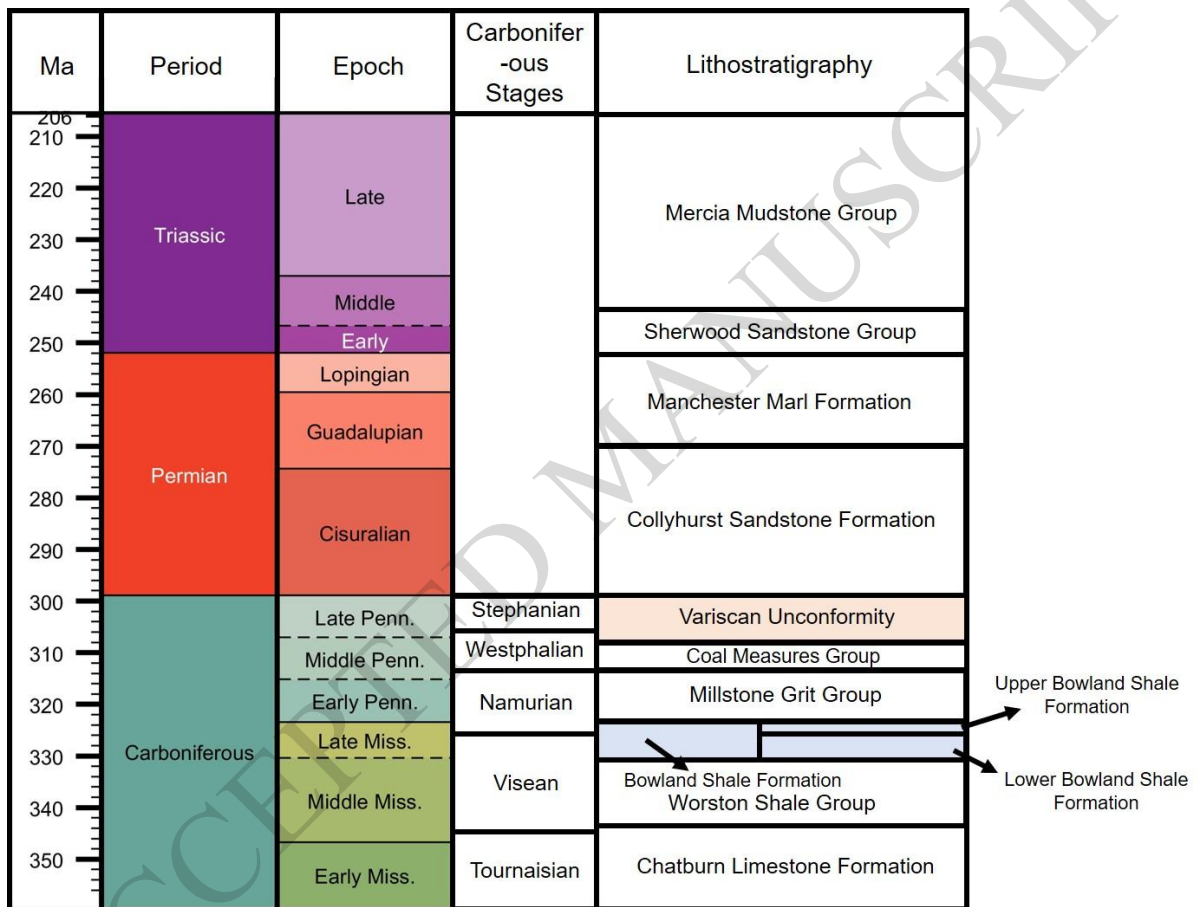 Ma
Period
Epoch
Carbonifer
-ous
Stages
Lithostratigraphy
206
210
220
230
240
250
260
270
280
290
300
310
320
330
340
350
Triassic
Permian
Carboniferous
Late
Middle
Early
Lopingian
Guadalupian
Cisuralian
Late Penn.
Middle Penn.
Early Penn.
Late Miss.
Middle Miss.
Early Miss.
Stephanian
Westphalian
Namurian
Visean
Tournaisian
Mercia Mudstone Group
Sherwood Sandstone Group
Manchester Marl Formation
Collyhurst Sandstone Formation
Variscan Unconformity
Coal Measures Group
Millstone Grit Group
Bowland Shale Formation
Worston Shale Group
Chatburn Limestone Formation
Upper Bowland Shale
Formation
Lower Bowland Shale
Formation
CCEPTED MANUSCRI